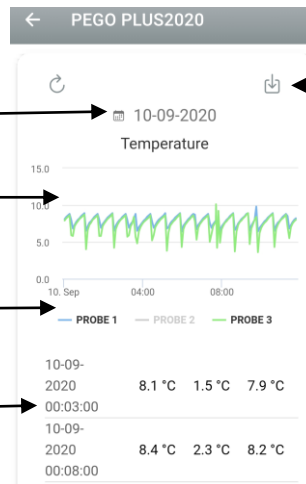 ← PEGO PLUS2020
10-09-2020
Temperature
15.0
10.0
5.0
0.0
10. Sep 04:00 08:00
PROBE 1 PROBE 2 PROBE 3
10-09-
2020 8.1 °C 1.5 °C 7.9 °C
00:03:00
10-09-
2020 8.4 °C 2.3 °C 8.2 °C
00:08:00